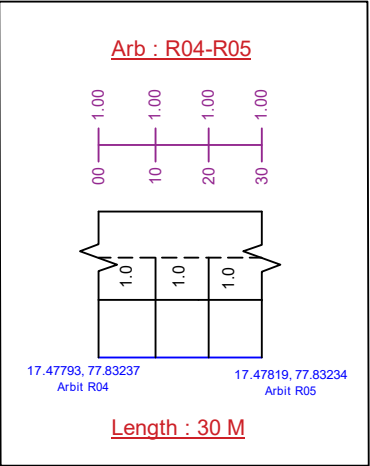 Arb : R04-R05
1.00 1.00 1.00 1.00
00 10 20 30
1.0 1.0 1.0
17.47793, 77.83237
Arbit R04
17.47819, 77.83234
Arbit R05
Length : 30 M